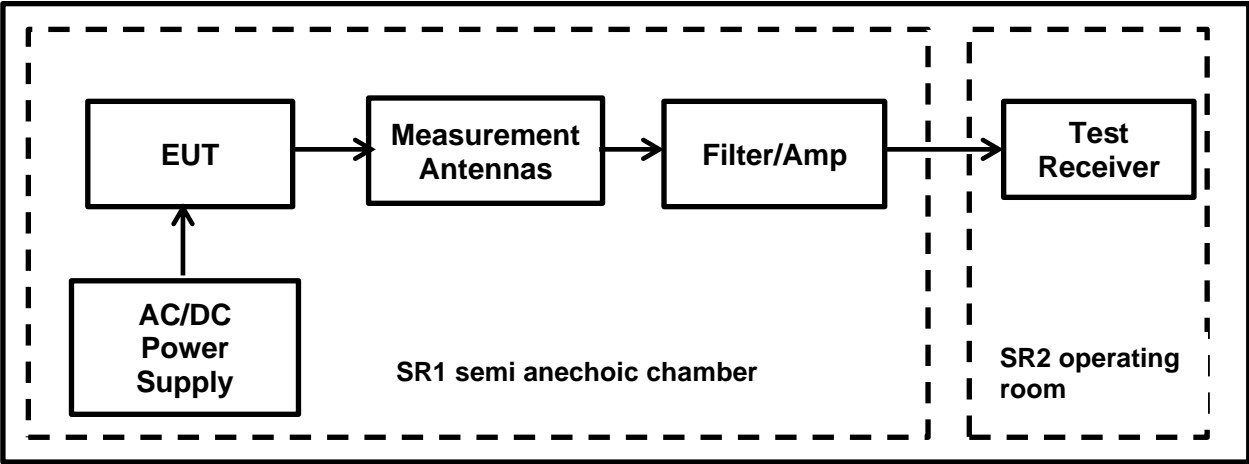 EUT
Measurement
Antennas
Filter/Amp
Test
Receiver
AC/DC
Power
Supply
SR1 semi anechoic chamber
SR2 operating
room